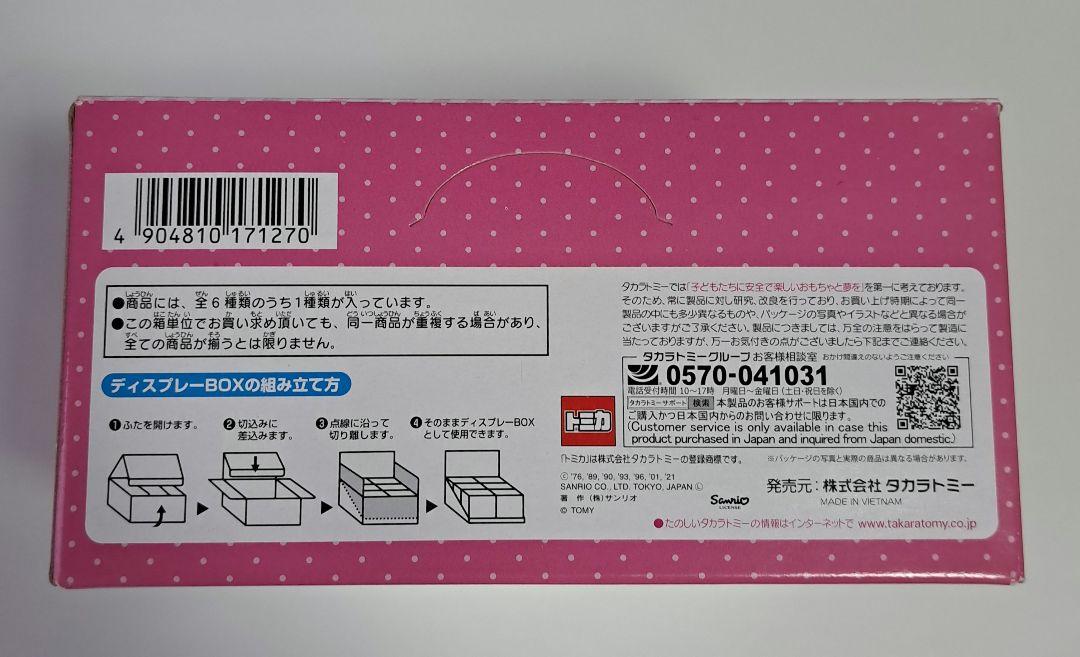 4 904810 171270
●商品には、全6種類のうち1種類が入っています。
●この箱単位でお買い求め頂いても、同一商品が重複する場合があり、
全ての商品が揃うとは限りません。
ディスプレーBOXの組み立て方
❶ふたを開けます。
❷切込みに
差込みます。
❸点線に沿って
切り離します。
❹そのままディスプレーBOX
として使用できます。
タカラトミーでは「子どもたちに安全で楽しいおもちゃと夢を」を第一に考えております。
そのため、常に製品に対し研究、改良を行っており、お買い上げ時期によって同一
製品の中にも多少異なるものや、パッケージの写真やイラストなどと異なる場合が
ございますがご了承ください。製品につきましては、万全の注意をはらって製造に
当たっておりますが、万一お気付きの点がございましたら下記までご連絡ください。
タカラトミーグループお客様相談室 おかけ間違えのないようご注意ください
0570-041031
電話受付時間 10〜17時 月曜日〜金曜日(土・祝日を除く)
タカラトミーサポート 検索 本製品のお客様サポートは日本国内での
ご購入かつ日本国内からのお問い合わせに限ります。
(Customer service is only available in case this
product purchased in Japan and inquired from Japan domestic.)
トミカ
「トミカ」は株式会社タカラトミーの登録商標です。
※パッケージの写真と実際の商品は異なる場合があります。
© '76, '89, '90, '93, '96, '01, '21
SANRIO CO., LTD. TOKYO, JAPAN Ⓛ
著作(株)サンリオ
© TOMY
Sanrio
LICENSE
発売元:株式会社 タカラトミー
MADE IN VIETNAM
●たのしいタカラトミーの情報はインターネットで www.takaratomy.co.jp